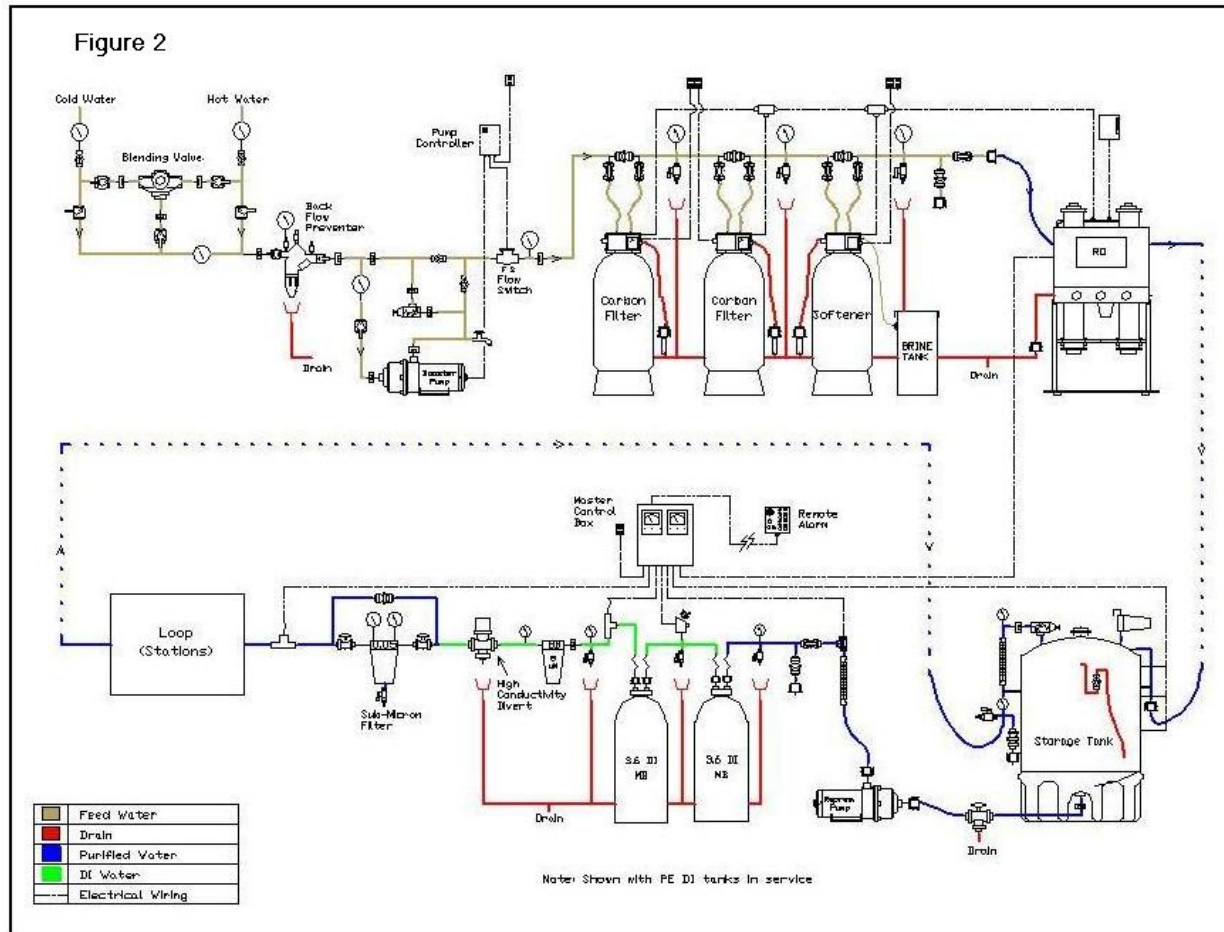 Figure 2
Cold Water
Hot Water
Blending Valve
Pump
Controller
Back
Flow
Preventer
F S
Flow
Switch
Booster
Pump
Drain
Carbon
Filter
Carbon
Filter
Softener
BRINE
TANK
Drain
RO
Master
Control
Box
Remote
Alarm
Loop
(Stations)
0.05
Sub-Micron
Filter
High
Conductivity
Divert
3.6 DI
MB
3.6 DI
MB
Drain
Storage Tank
Pump
Drain
Feed Water
Drain
Purified Water
DI Water
Electrical Wiring
Note: Shown with PE DI tanks in service